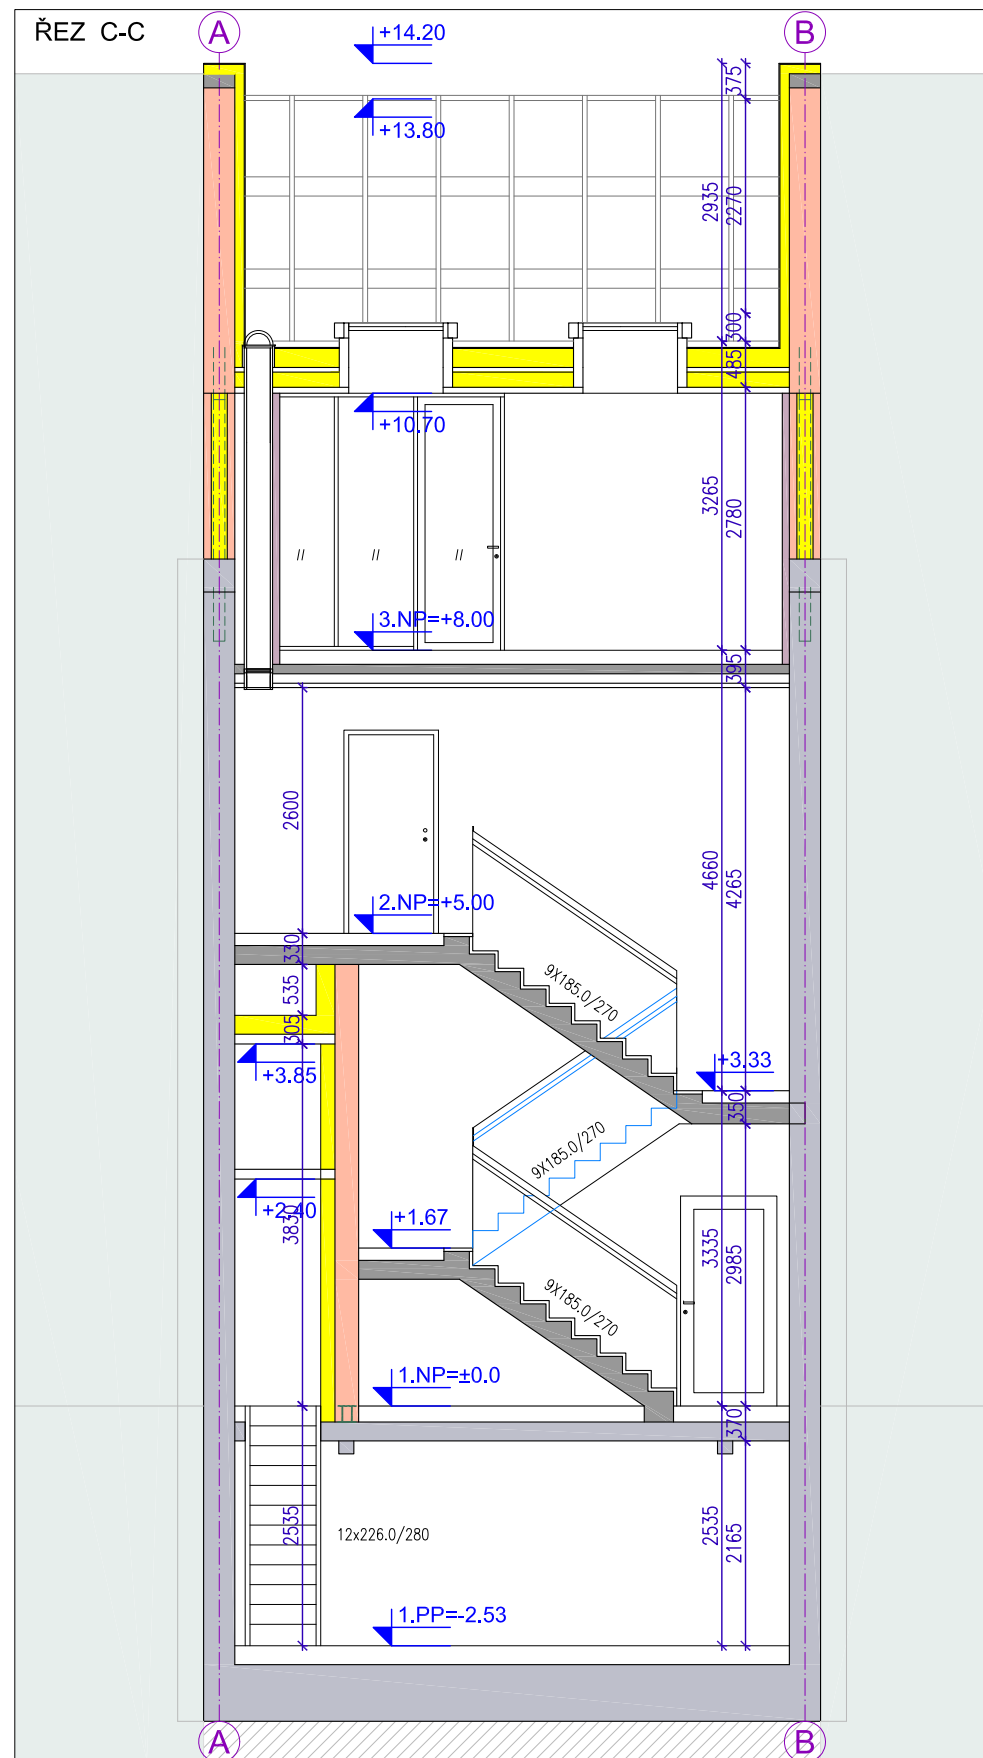 ŘEZ C-C
A
B
+14.20
375
+13.80
2935
2270
300
485
+10.70
3265
2780
//
//
//
3.NP=+8.00
395
2600
4660
4265
2.NP=+5.00
330
535
9X185.0/270
305
+3.85
+3.33
350
9X185.0/270
+2.40
3830
+1.67
3335
2985
9X185.0/270
1.NP=±0.0
370
2535
12x226.0/280
2535
2165
1.PP=-2.53
A
B